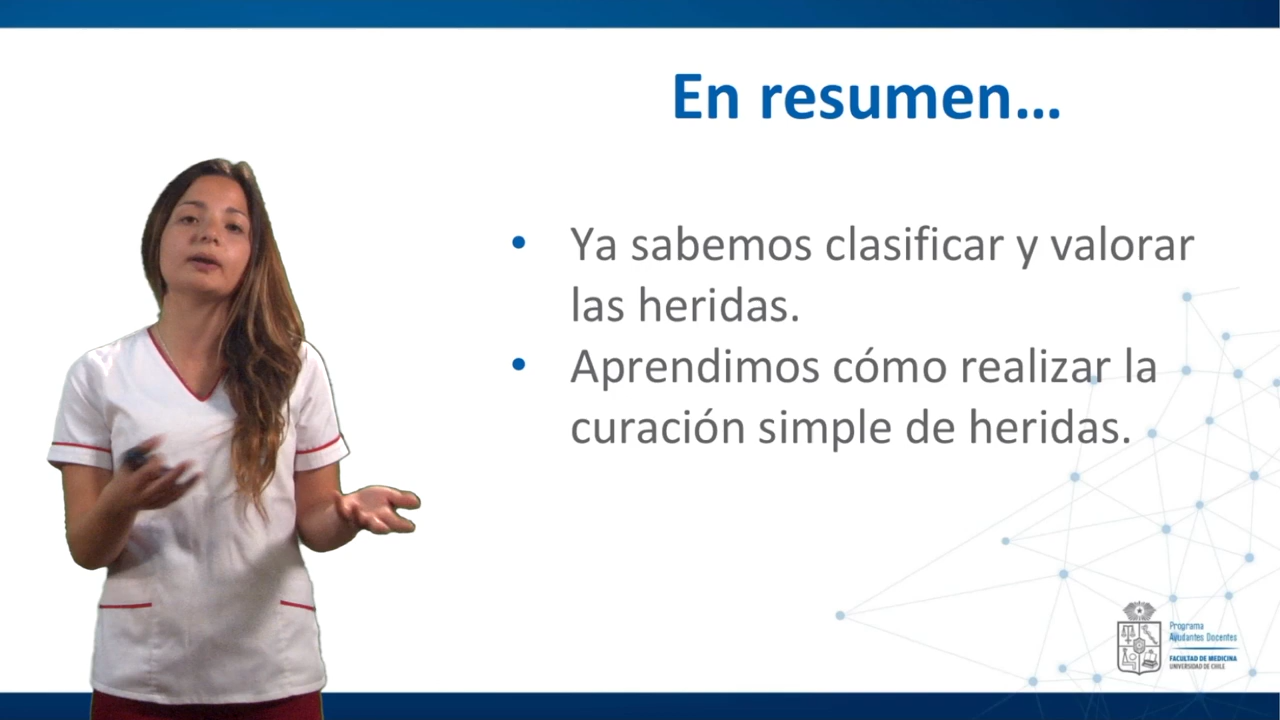 En resumen...
• Ya sabemos clasificar y valorar
las heridas.
• Aprendimos cómo realizar la
curación simple de heridas.
Programa
Ayudantes Docentes
FACULTAD DE MEDICINA
UNIVERSIDAD DE CHILE